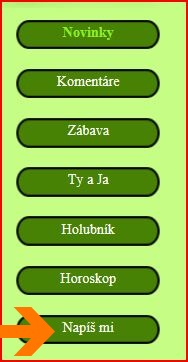 Novinky
Komentáre
Zábava
Ty a Ja
Holubník
Horoskop
Napíš mi